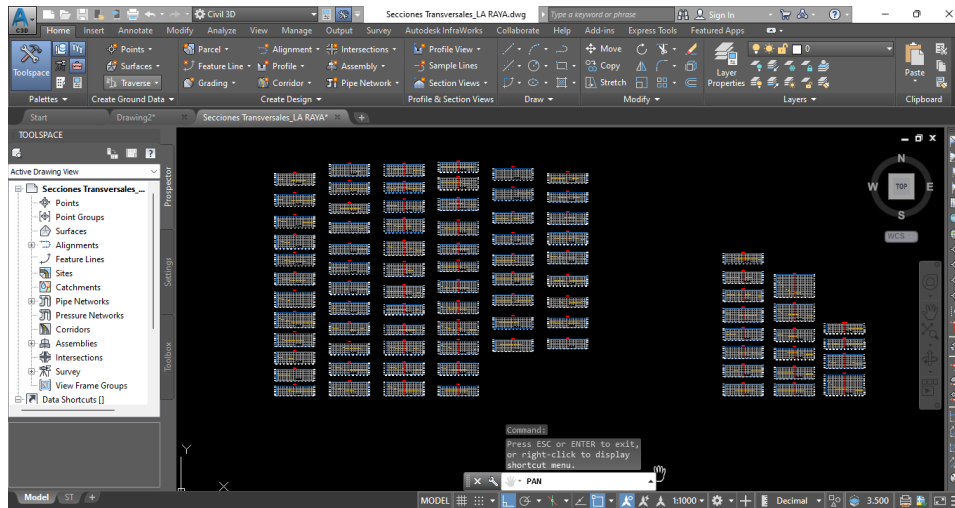 Civil 3D
Secciones Transversales_LA RAYA.dwg
Type a keyword or phrase
Sign In
C3D
Home Insert Annotate Modify Analyze View Manage Output Survey Autodesk InfraWorks Collaborate Help Add-ins Express Tools Featured Apps
Toolspace
Points
Surfaces
Traverse
Parcel
Feature Line
Grading
Alignment
Profile
Corridor
Intersections
Assembly
Pipe Network
Profile View
Sample Lines
Section Views
Move
Copy
Stretch
Layer
Properties
0
Paste
Palettes
Create Ground Data
Create Design
Profile & Section Views
Draw
Modify
Layers
Clipboard
Start
Drawing2*
Secciones Transversales_LA RAYA*
TOOLSPACE
Active Drawing View
Secciones Transversales_...
Points
Point Groups
Surfaces
Alignments
Feature Lines
Sites
Catchments
Pipe Networks
Pressure Networks
Corridors
Assemblies
Intersections
Survey
View Frame Groups
Data Shortcuts []
Prospector
Settings
Toolbox
N
W
TOP
E
S
WCS
Y
X
Command:
Press ESC or ENTER to exit,
or right-click to display
shortcut menu.
PAN
Model
ST
MODEL
1:1000
Decimal
3.500